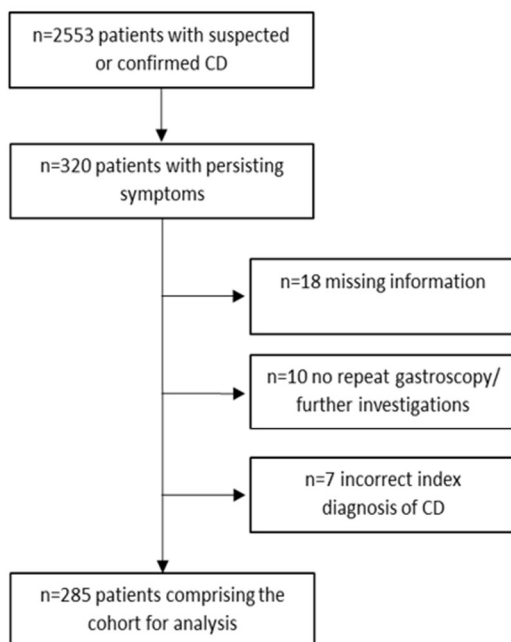 n=2553 patients with suspected
or confirmed CD
n=320 patients with persisting
symptoms
n=18 missing information
n=10 no repeat gastroscopy/
further investigations
n=7 incorrect index
diagnosis of CD
n=285 patients comprising the
cohort for analysis